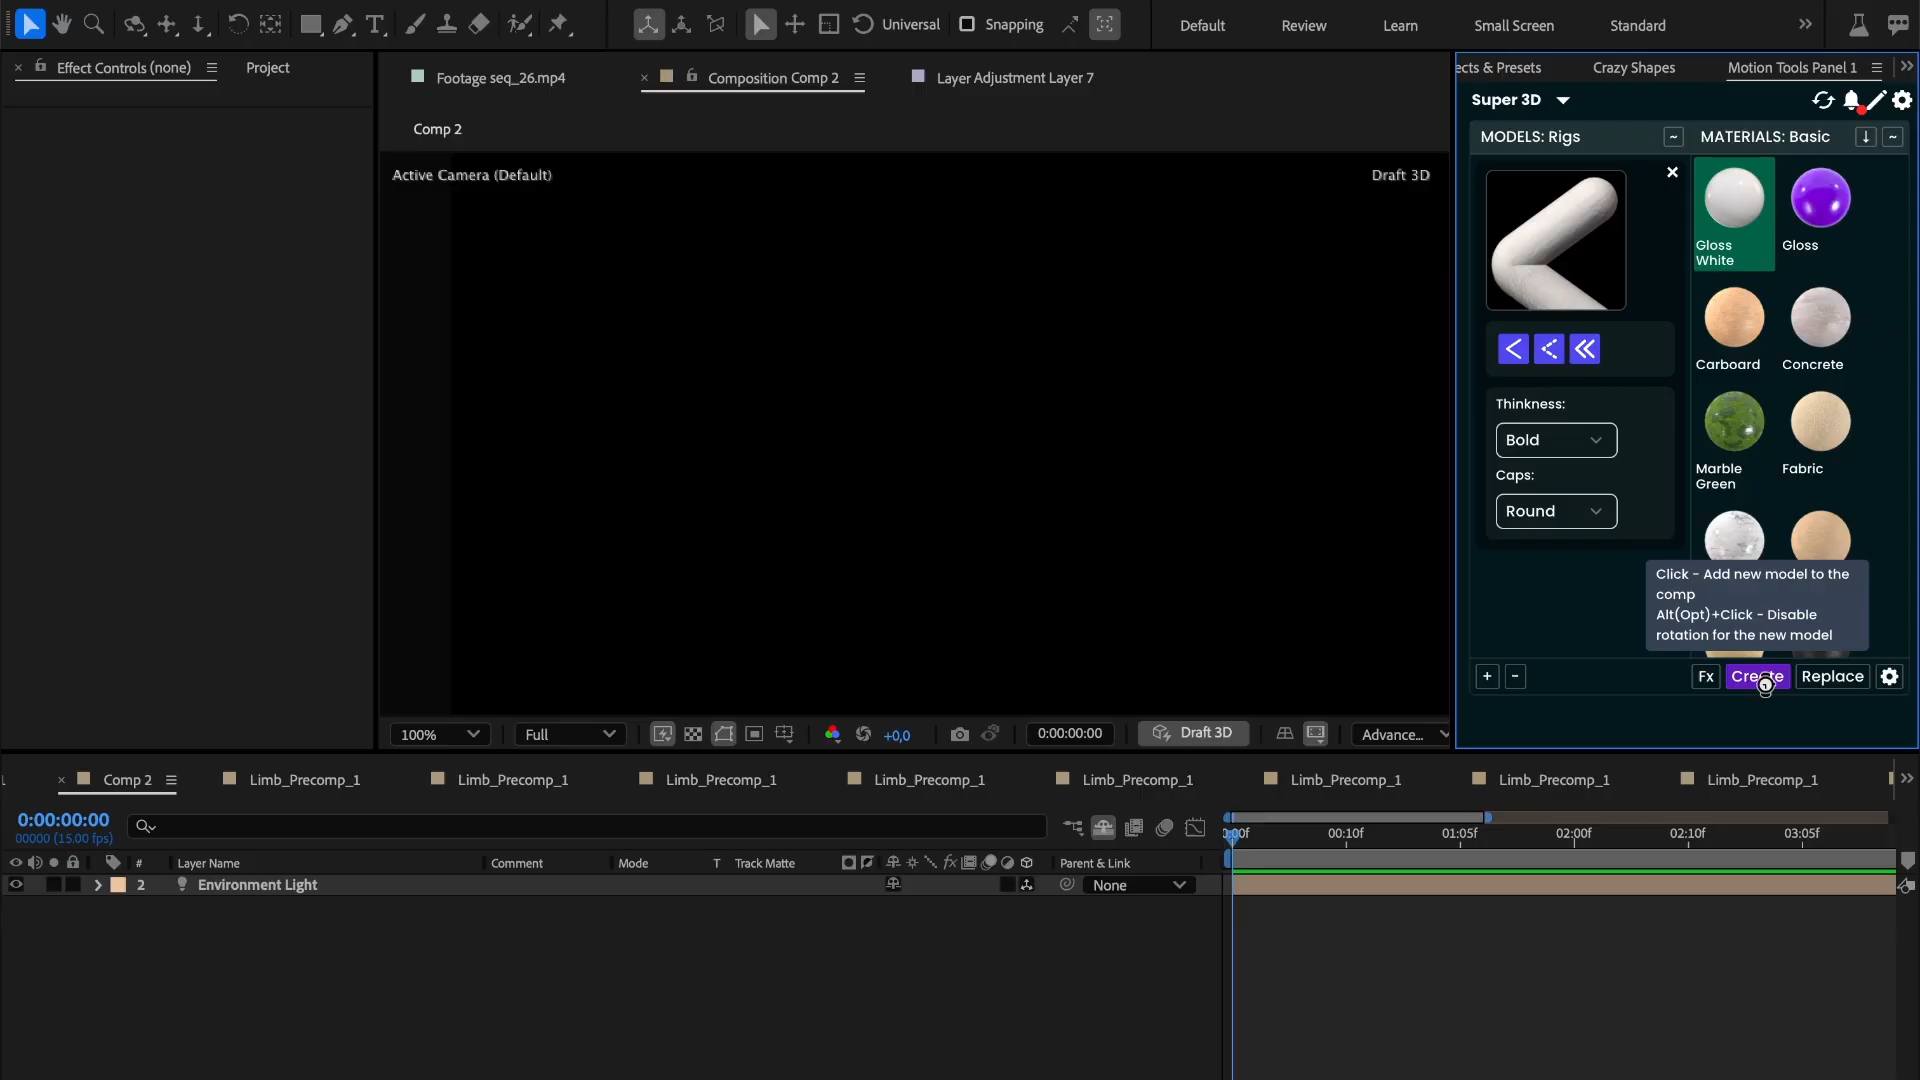 Universal
Snapping
Default
Review
Learn
Small Screen
Standard
Effect Controls (none)
Project
Footage seq_26.mp4
Composition Comp 2
Layer Adjustment Layer 7
ects & Presets
Crazy Shapes
Motion Tools Panel 1
Comp 2
Active Camera (Default)
Draft 3D
Super 3D
MODELS: Rigs
~
MATERIALS: Basic
~
Gloss White
Gloss
Carboard
Concrete
Thinkness:
Bold
Caps:
Round
Marble Green
Fabric
Click - Add new model to the
comp
Alt(Opt)+Click - Disable
rotation for the new model
+
-
Fx
Create
Replace
100%
Full
+0,0
0:00:00:00
Draft 3D
Advance...
Comp 2
Limb_Precomp_1
Limb_Precomp_1
Limb_Precomp_1
Limb_Precomp_1
Limb_Precomp_1
Limb_Precomp_1
Limb_Precomp_1
Limb_Precomp_1
0:00:00:00
00000 (15.00 fps)
0:00f
00:10f
01:05f
02:00f
02:10f
03:05f
#
Layer Name
Comment
Mode
T
Track Matte
fx
Parent & Link
2
Environment Light
None